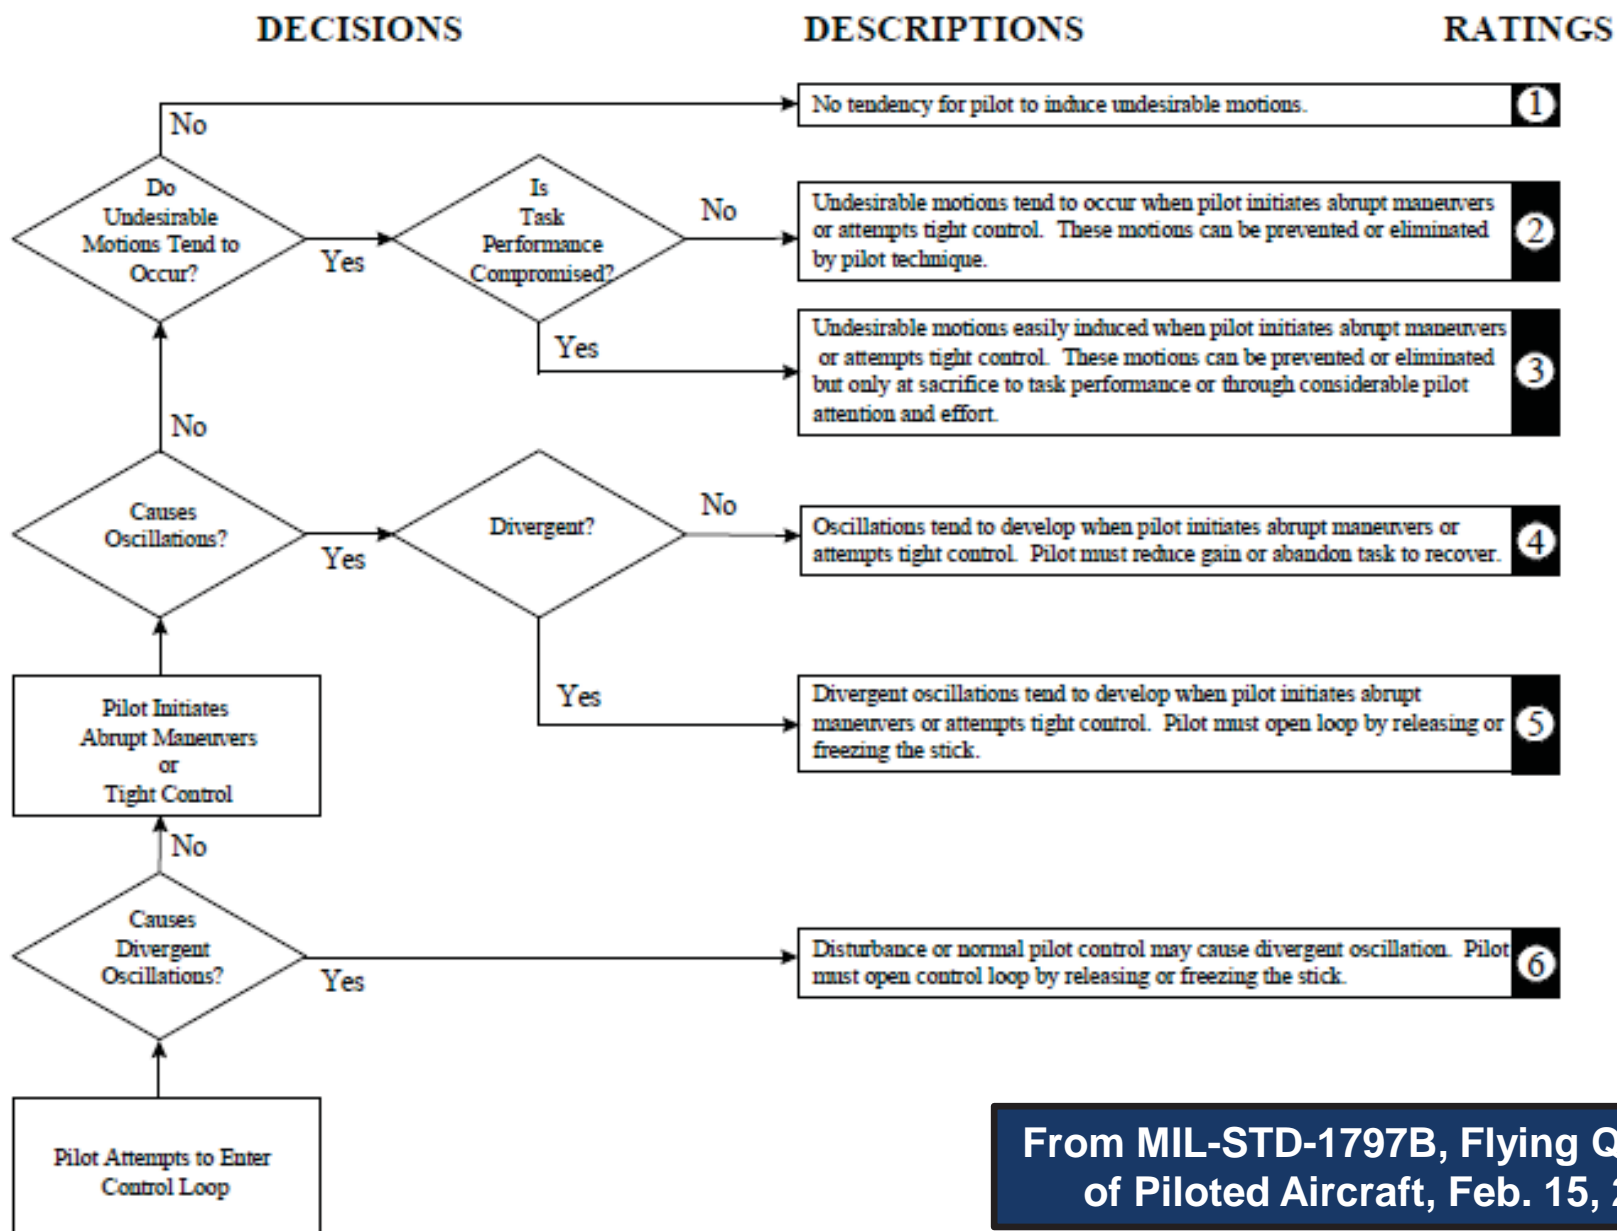 DECISIONS
DESCRIPTIONS
RATINGS
No
No tendency for pilot to induce undesirable motions.
1
Do
Undesirable
Motions Tend to
Occur?
Yes
Is
Task
Performance
Compromised?
No
Undesirable motions tend to occur when pilot initiates abrupt maneuvers
or attempts tight control. These motions can be prevented or eliminated
by pilot technique.
2
Yes
Undesirable motions easily induced when pilot initiates abrupt maneuvers
or attempts tight control. These motions can be prevented or eliminated
but only at sacrifice to task performance or through considerable pilot
attention and effort.
3
No
Causes
Oscillations?
Yes
Divergent?
No
Oscillations tend to develop when pilot initiates abrupt maneuvers or
attempts tight control. Pilot must reduce gain or abandon task to recover.
4
Yes
Divergent oscillations tend to develop when pilot initiates abrupt
maneuvers or attempts tight control. Pilot must open loop by releasing or
freezing the stick.
5
Pilot Initiates
Abrupt Maneuvers
or
Tight Control
No
Causes
Divergent
Oscillations?
Yes
Disturbance or normal pilot control may cause divergent oscillation. Pilot
must open control loop by releasing or freezing the stick.
6
Pilot Attempts to Enter
Control Loop
From MIL-STD-1797B, Flying
of Piloted Aircraft, Feb. 15,